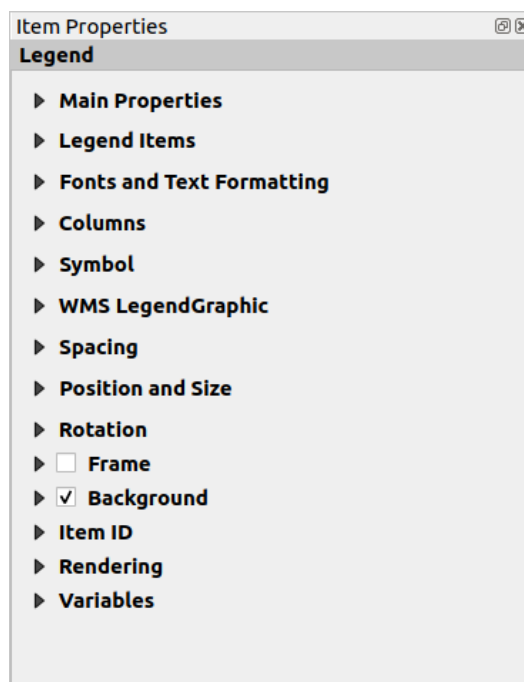 Item Properties
Legend
Main Properties
Legend Items
Fonts and Text Formatting
Columns
Symbol
WMS LegendGraphic
Spacing
Position and Size
Rotation
Frame
Background
Item ID
Rendering
Variables